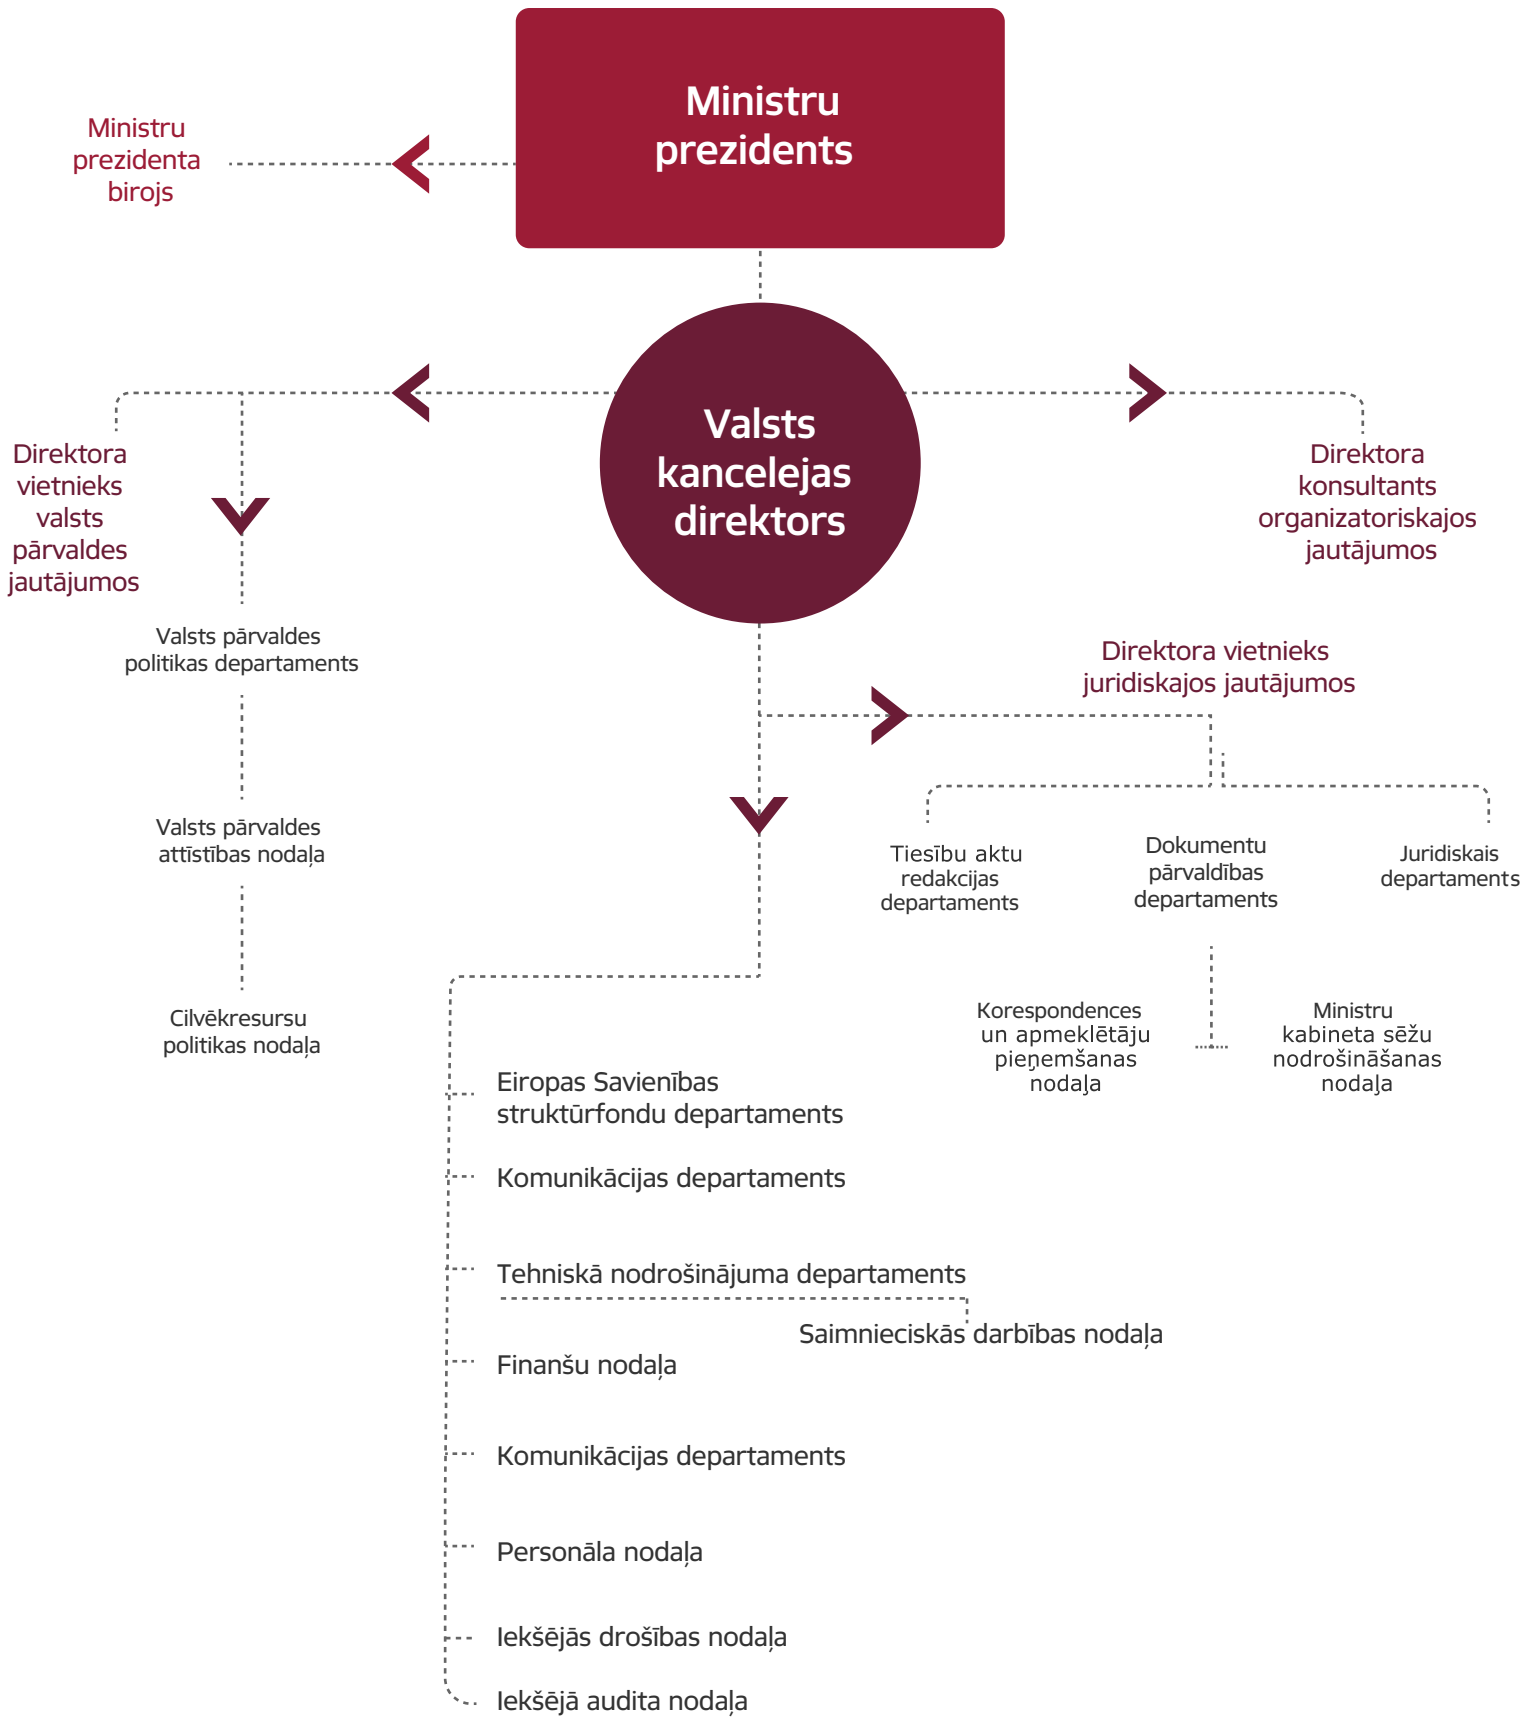 Ministru
prezidents
Ministru
prezidenta
birojs
Valsts
kancelejas
direktors
Direktora
vietnieks
valsts
pārvaldes
jautājumos
Direktora
konsultants
organizatoriskajos
jautājumos
Valsts pārvaldes
politikas departaments
Valsts pārvaldes
attīstības nodaļa
Cilvēkresursu
politikas nodaļa
Direktora vietnieks
juridiskajos jautājumos
Tiesību aktu
redakcijas
departaments
Dokumentu
pārvaldības
departaments
Juridiskais
departaments
Korespondences
un apmeklētāju
pieņemšanas
nodaļa
Ministru
kabineta sēžu
nodrošināšanas
nodaļa
Eiropas Savienības
struktūrfondu departaments
Komunikācijas departaments
Tehniskā nodrošinājuma departaments
Saimnieciskās darbības nodaļa
Finanšu nodaļa
Komunikācijas departaments
Personāla nodaļa
Iekšējās drošības nodaļa
Iekšējā audita nodaļa